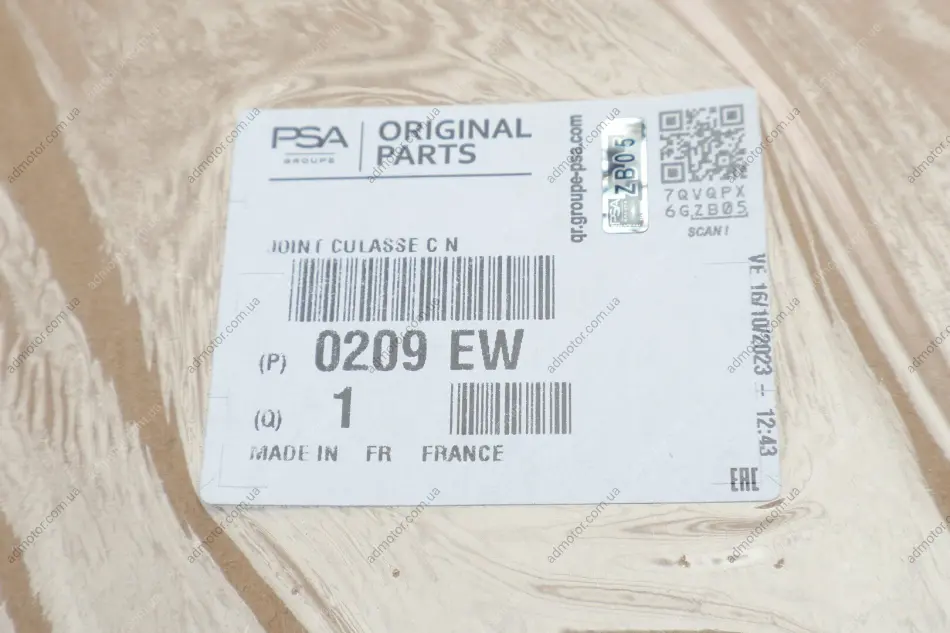 PSA
GROUPE
ORIGINAL
PARTS
qr.groupe-psa.com
PSA
ZB05
7QVQPX
6GZB05
SCAN!
JOINT CULASSE C N
(P) 0209 EW
(Q) 1
MADE IN FR FRANCE
VE 16/10/2023 - 12:43
EAC
admotor.com.ua